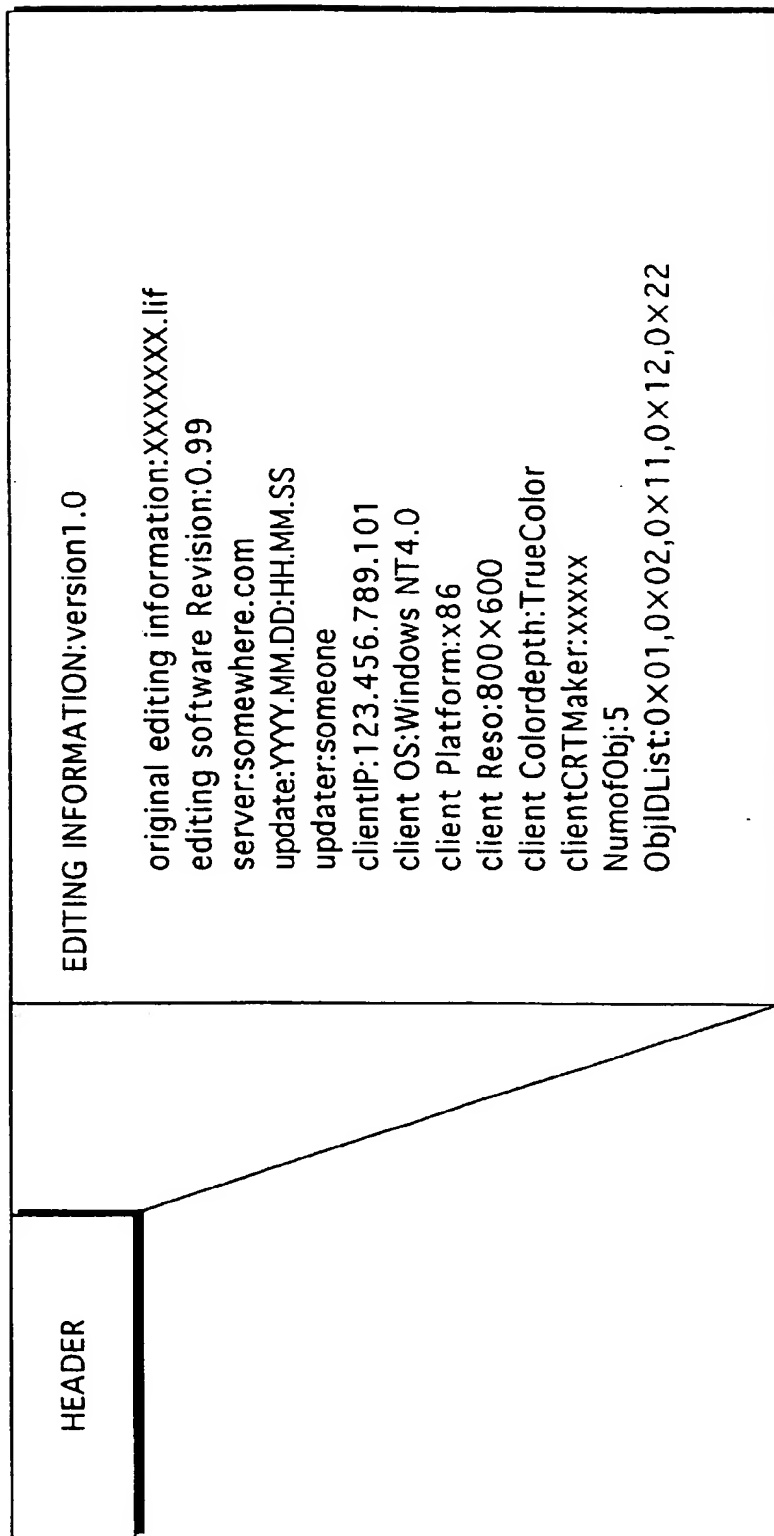 HEADER
EDITING INFORMATION:version1.0
original editing information:XXXXXXX.lif
editing software Revision:0.99
server:somewhere.com
update:YYYY.MM.DD:HH.MM.SS
updater:someone
clientIP:123.456.789.101
client OS:Windows NT4.0
client Platform:x86
client Reso:800×600
client Colordepth:TrueColor
clientCRTMaker:xxxxx
NumofObj:5
ObjIDList:0×01,0×02,0×11,0×12,0×22